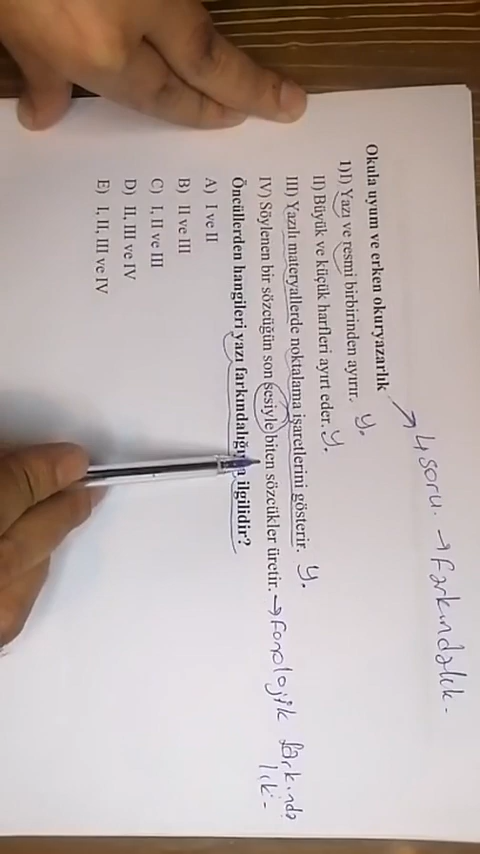 4 soru. → Farkındalık-
Okula uyum ve erken okuryazarlık
1)I) Yazı ve resmi birbirinden ayırır. y.
II) Büyük ve küçük harfleri ayırt eder. y.
III) Yazılı materyallerde noktalama işaretlerini gösterir. y.
IV) Söylenen bir sözcüğün son sesiyle biten sözcükler üretir. → Fonolojik farkında
lık-
Öncüllerden hangileri yazı farkındalığıyla ilgilidir?
A) I ve II
B) II ve III
C) I, II ve III
D) II, III ve IV
E) I, II, III ve IV